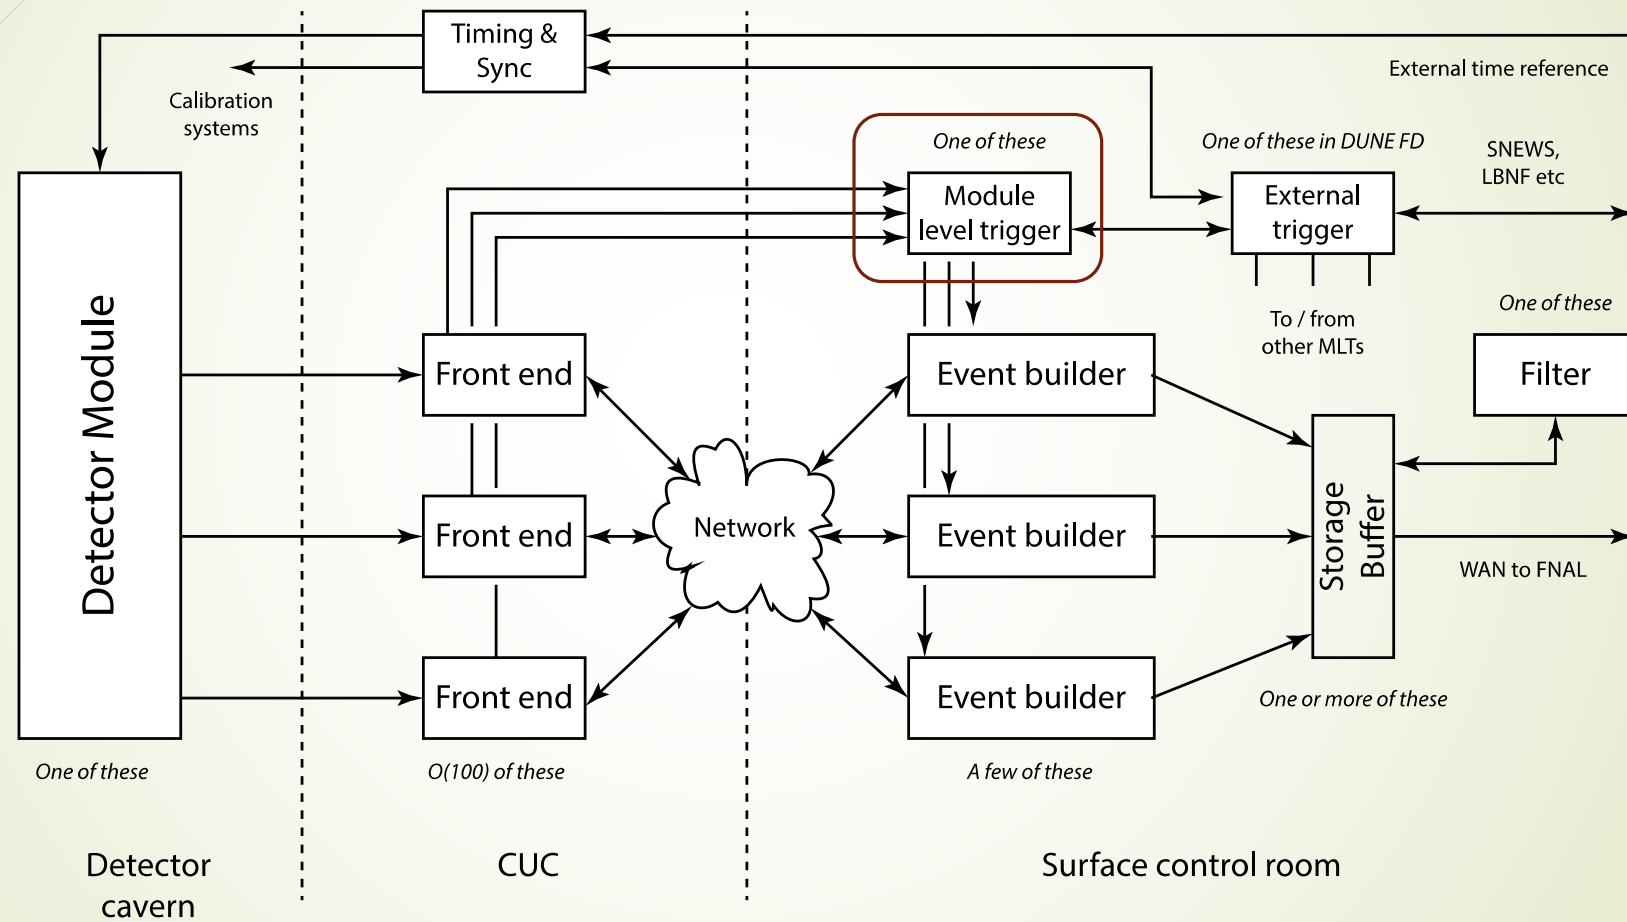 Timing &
Sync
External time reference
Calibration
systems
One of these
One of these in DUNE FD
SNEWS,
LBNF etc
Module
level trigger
External
trigger
To / from
other MLTs
One of these
Detector Module
Front end
Event builder
Filter
Front end
Network
Event builder
Storage
Buffer
WAN to FNAL
Front end
Event builder
One or more of these
One of these
O(100) of these
A few of these
Detector
cavern
CUC
Surface control room